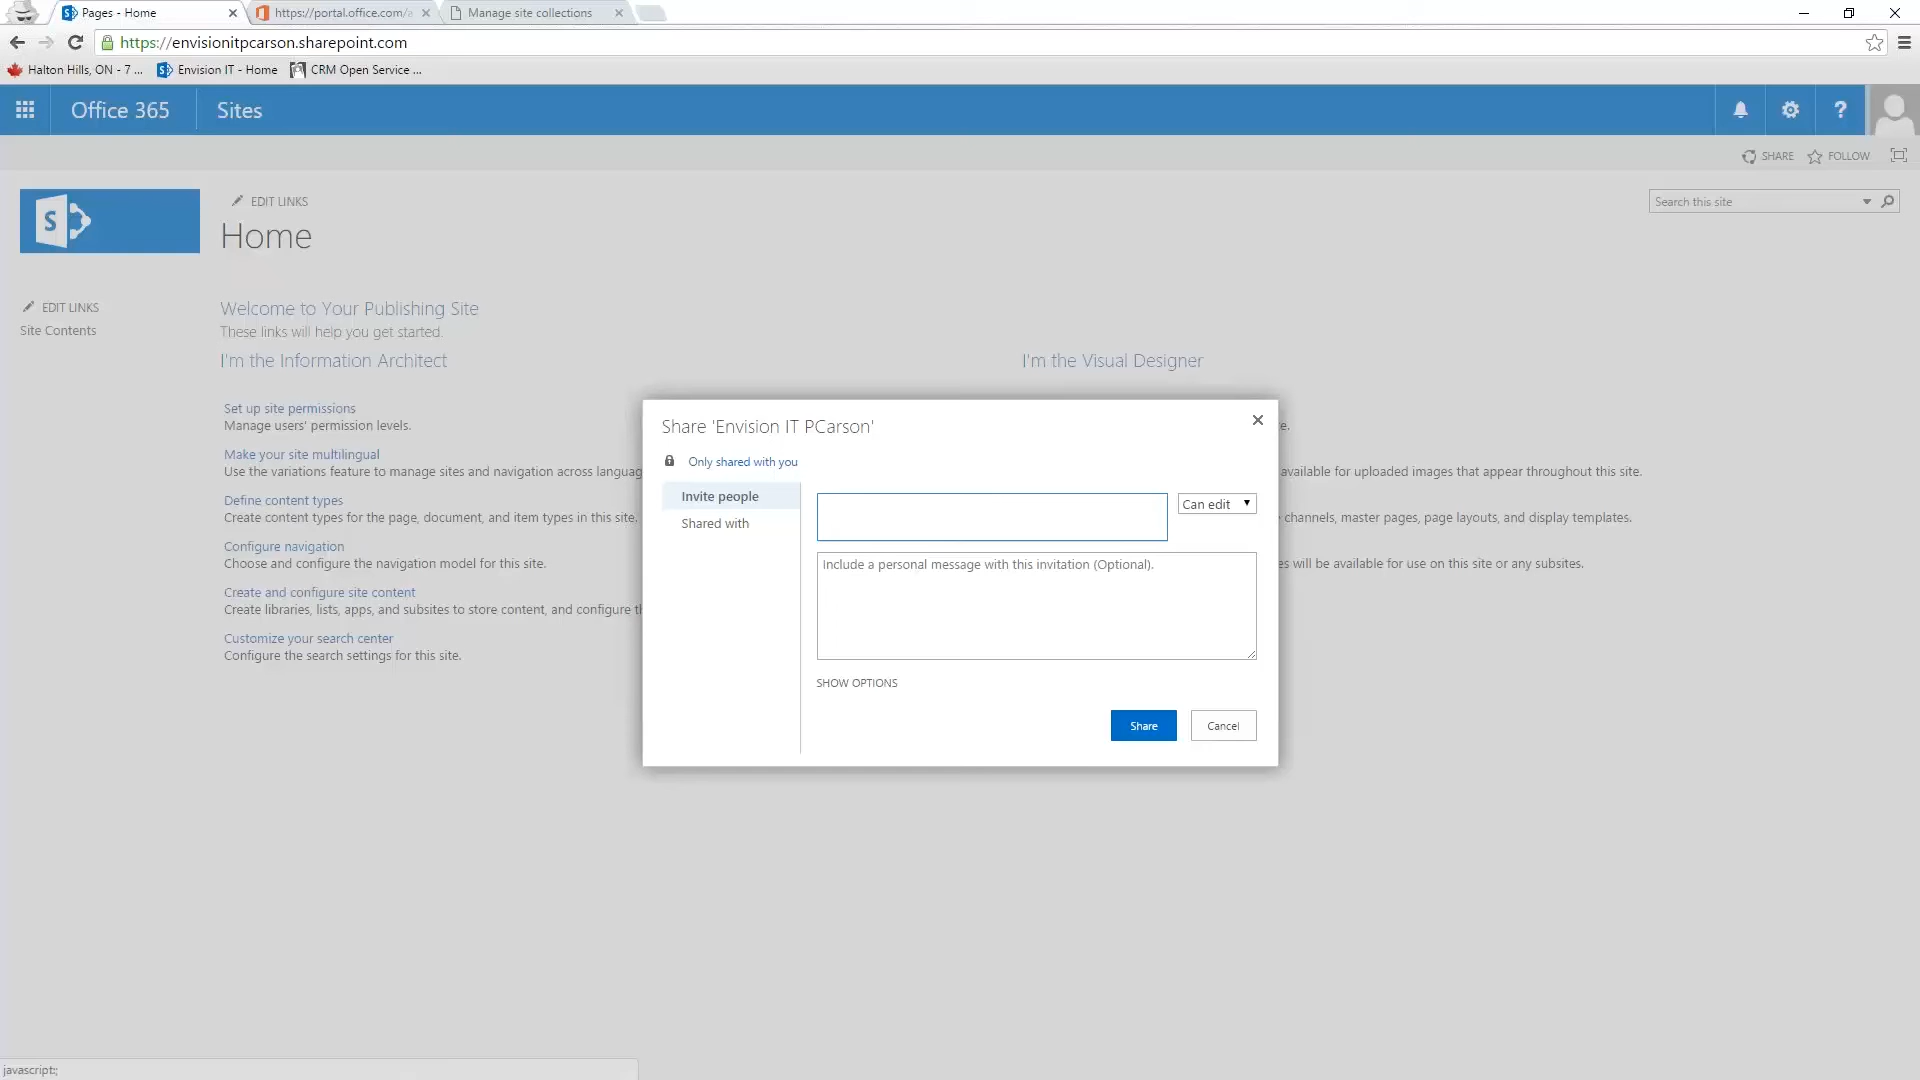 Pages - Home
https://portal.office.com/
Manage site collections
https://envisionitpcarson.sharepoint.com
Halton Hills, ON - 7 ...
Envision IT - Home
CRM Open Service ...
Office 365
Sites
?
SHARE
FOLLOW
S
EDIT LINKS
Search this site
Home
EDIT LINKS
Site Contents
Welcome to Your Publishing Site
These links will help you get started.
I'm the Information Architect
I'm the Visual Designer
Set up site permissions
Manage users' permission levels.
e.
Make your site multilingual
Use the variations feature to manage sites and navigation across languag
available for uploaded images that appear throughout this site.
Define content types
Create content types for the page, document, and item types in this site.
channels, master pages, page layouts, and display templates.
Configure navigation
Choose and configure the navigation model for this site.
es will be available for use on this site or any subsites.
Create and configure site content
Create libraries, lists, apps, and subsites to store content, and configure th
Customize your search center
Configure the search settings for this site.
Share 'Envision IT PCarson'
Only shared with you
Invite people
Shared with
Can edit
Include a personal message with this invitation (Optional).
SHOW OPTIONS
Share
Cancel
javascript:;